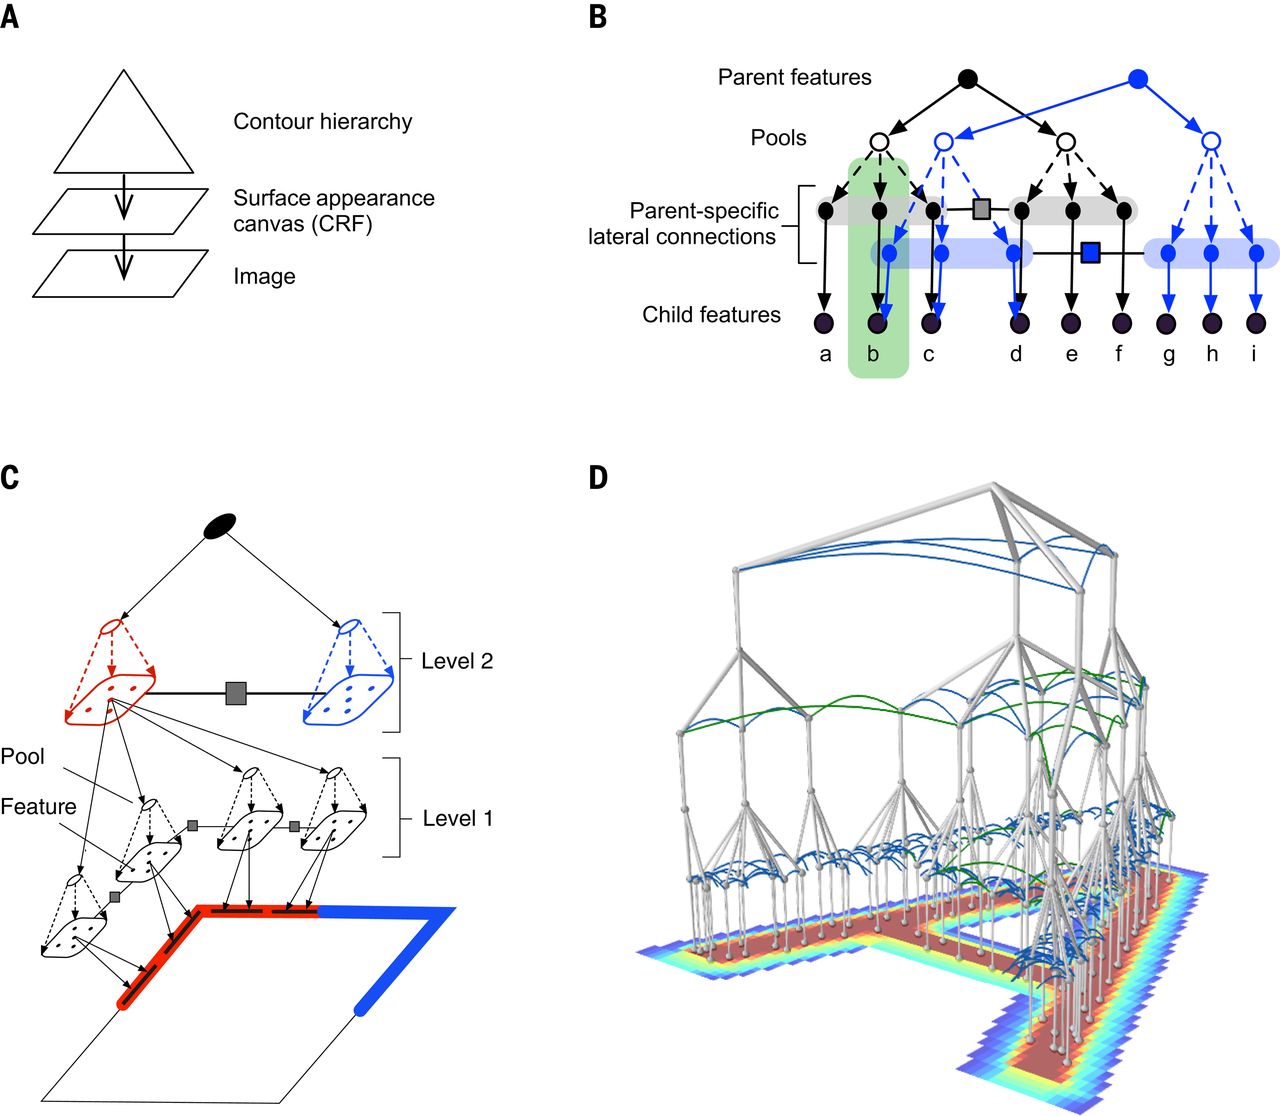 A
Contour hierarchy
Surface appearance
canvas (CRF)
Image
B
Parent features
Pools
Parent-specific
lateral connections
Child features
a b c d e f g h i
C
Level 2
Pool
Feature
Level 1
D